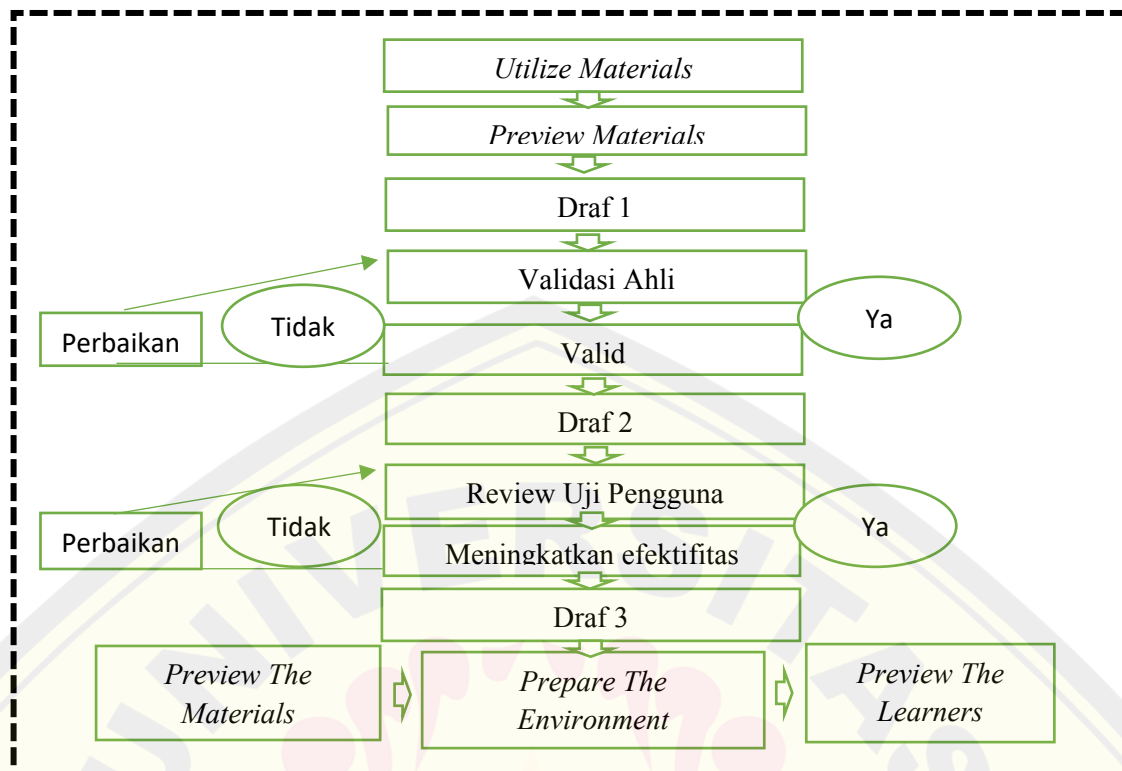 Utilize Materials
Preview Materials
Draf 1
Validasi Ahli
Perbaikan
Tidak
Ya
Valid
Draf 2
Review Uji Pengguna
Perbaikan
Tidak
Ya
Meningkatkan efektifitas
Draf 3
Preview The
Materials
Prepare The
Environment
Preview The
Learners
UNIVERSITAS